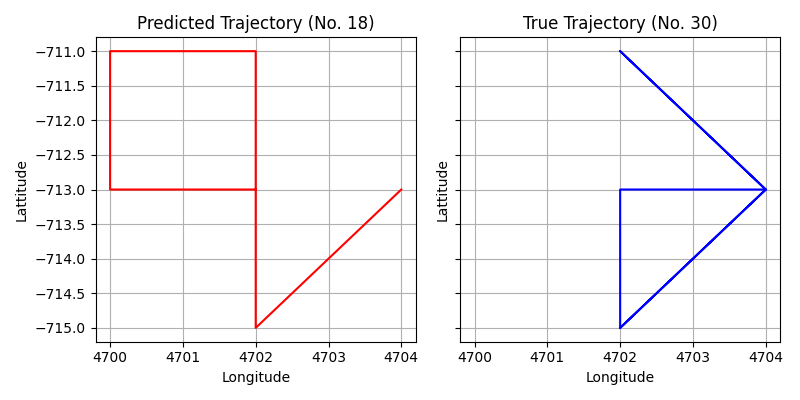 Predicted Trajectory (No. 18)
True Trajectory (No. 30)
−711.0
−711.5
−712.0
−712.5
−713.0
−713.5
−714.0
−714.5
−715.0
Lattitude
Lattitude
4700 4701 4702 4703 4704
4700 4701 4702 4703 4704
Longitude
Longitude